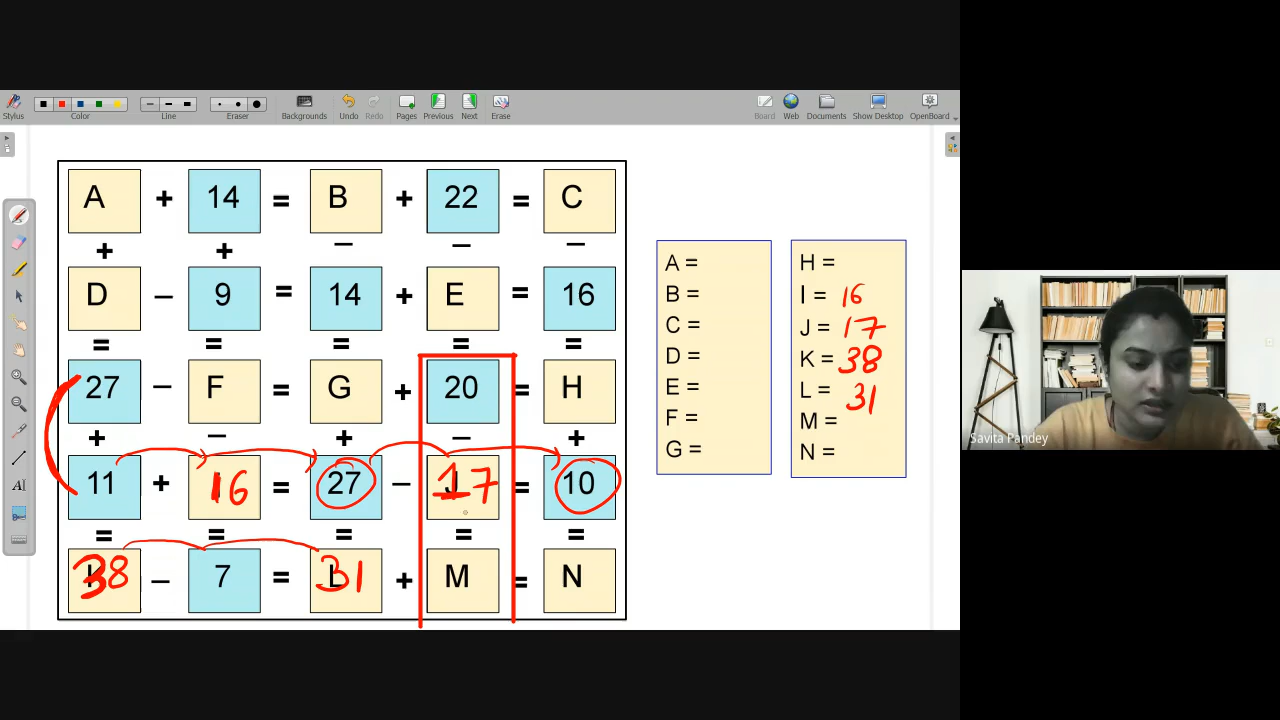 Stylus
Color
Line
Eraser
Backgrounds
Undo
Redo
Pages
Previous
Next
Erase
Board
Web
Documents
Show Desktop
OpenBoard
A + 14 = B + 22 = C
+ + − − −
D − 9 = 14 + E = 16
= = = = =
27 − F = G + 20 = H
+ − + − +
11 + 16 = 27 − 17 = 10
= = = = =
38 − 7 = 31 + M = N
A =
B =
C =
D =
E =
F =
G =
H =
I = 16
J = 17
K = 38
L = 31
M =
N =
Savita Pandey